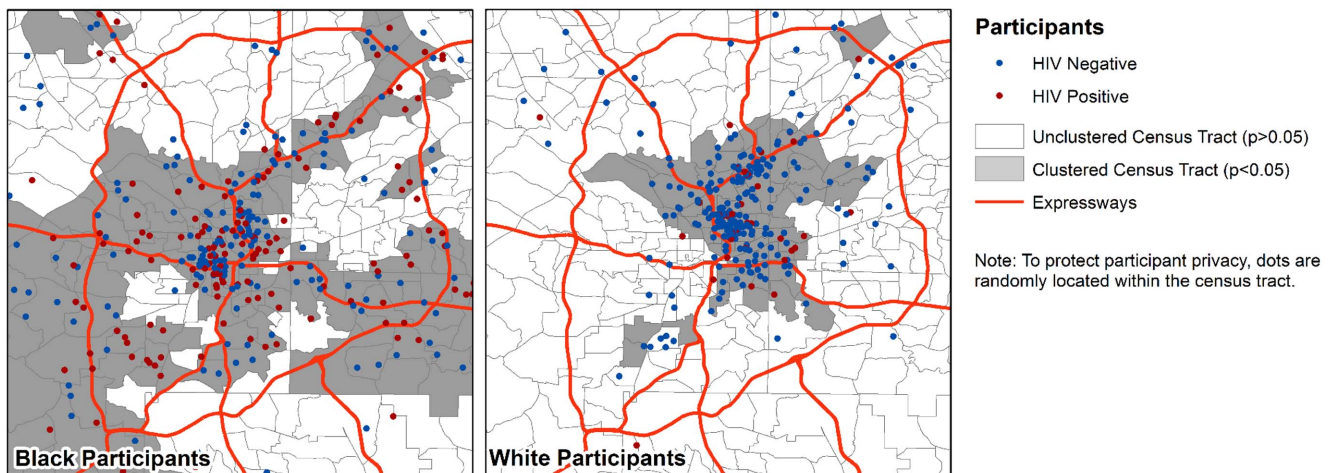 Black Participants
White Participants
Participants
HIV Negative
HIV Positive
Unclustered Census Tract (p>0.05)
Clustered Census Tract (p<0.05)
Expressways
Note: To protect participant privacy, dots are
randomly located within the census tract.